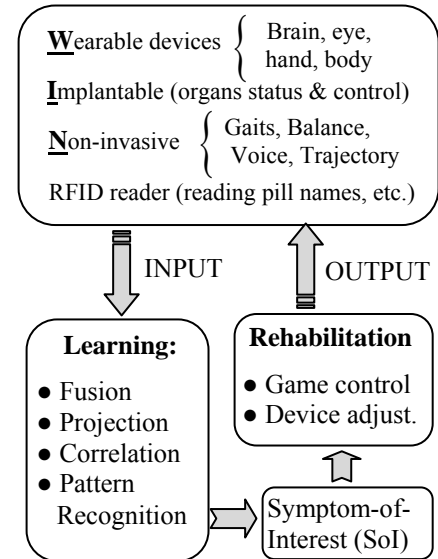 Wearable devices { Brain, eye,
hand, body
Implantable (organs status & control)
Non-invasive { Gaits, Balance,
Voice, Trajectory
RFID reader (reading pill names, etc.)
INPUT
OUTPUT
Learning:
● Fusion
● Projection
● Correlation
● Pattern
Recognition
Rehabilitation
● Game control
● Device adjust.
Symptom-of-
Interest (SoI)